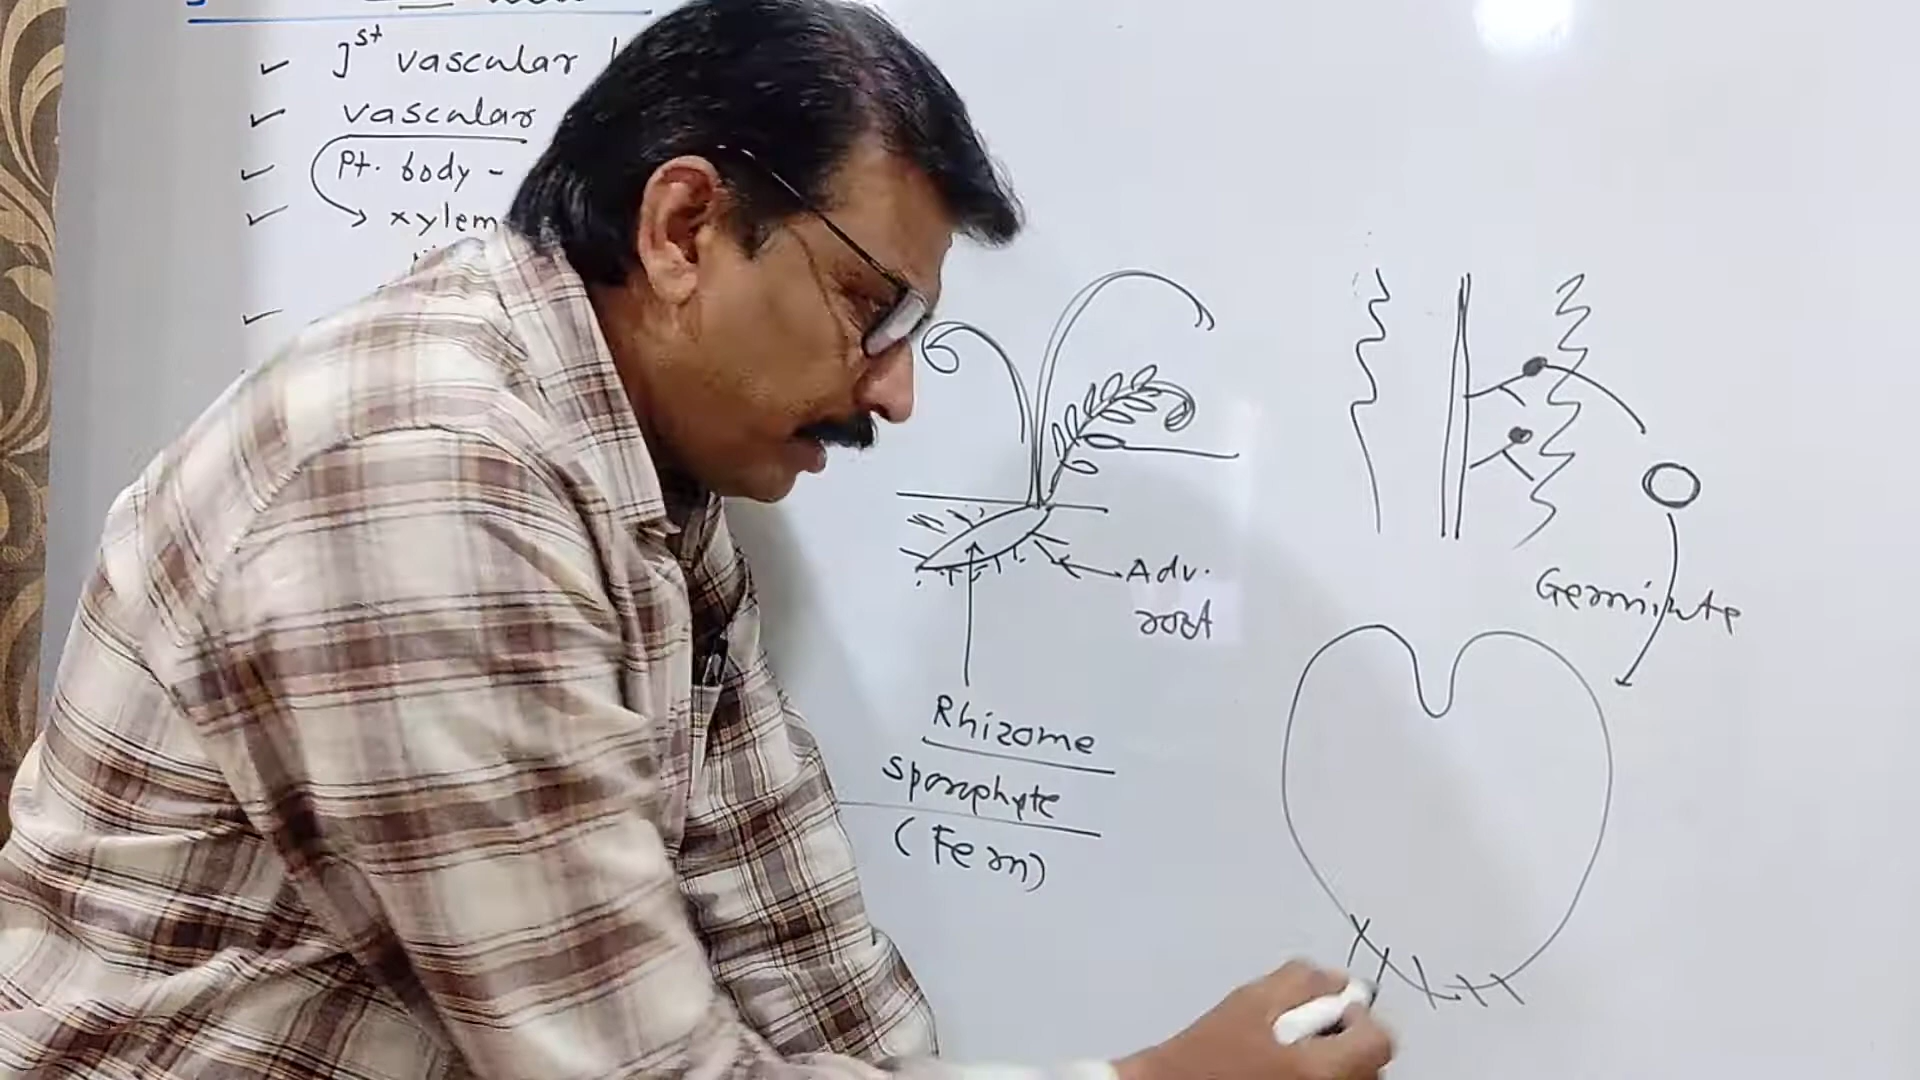 1st vascular
vascular
Pt. body -
xylem
Adv.
root
Rhizome
sporophyte
(Fern)
Germinate